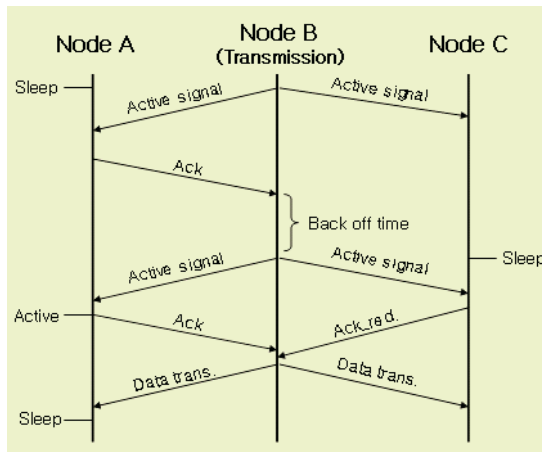 Node A
Node B
(Transmission)
Node C
Sleep
Active signal
Active signal
Ack
Back off time
Active signal
Active signal
Sleep
Active
Ack
Ack_red.
Data trans.
Data trans.
Sleep